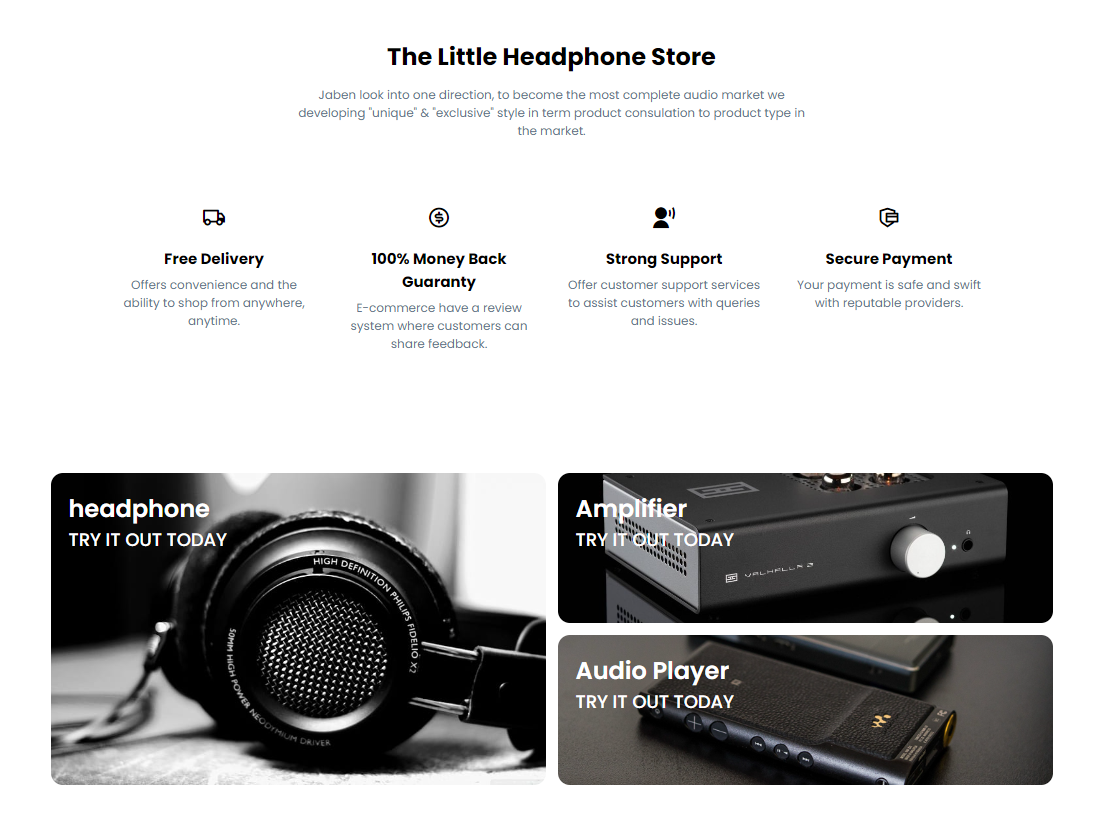 The Little Headphone Store
Jaben look into one direction, to become the most complete audio market we
developing "unique" & "exclusive" style in term product consulation to product type in
the market.
Free Delivery
Offers convenience and the
ability to shop from anywhere,
anytime.
100% Money Back
Guaranty
E-commerce have a review
system where customers can
share feedback.
Strong Support
Offer customer support services
to assist customers with queries
and issues.
Secure Payment
Your payment is safe and swift
with reputable providers.
headphone
TRY IT OUT TODAY
HIGH DEFINITION PHILIPS FIDELIO X2
50MM HIGH POWER NEODYMIUM DRIVER
Amplifier
TRY IT OUT TODAY
VALHALLA 2
Audio Player
TRY IT OUT TODAY